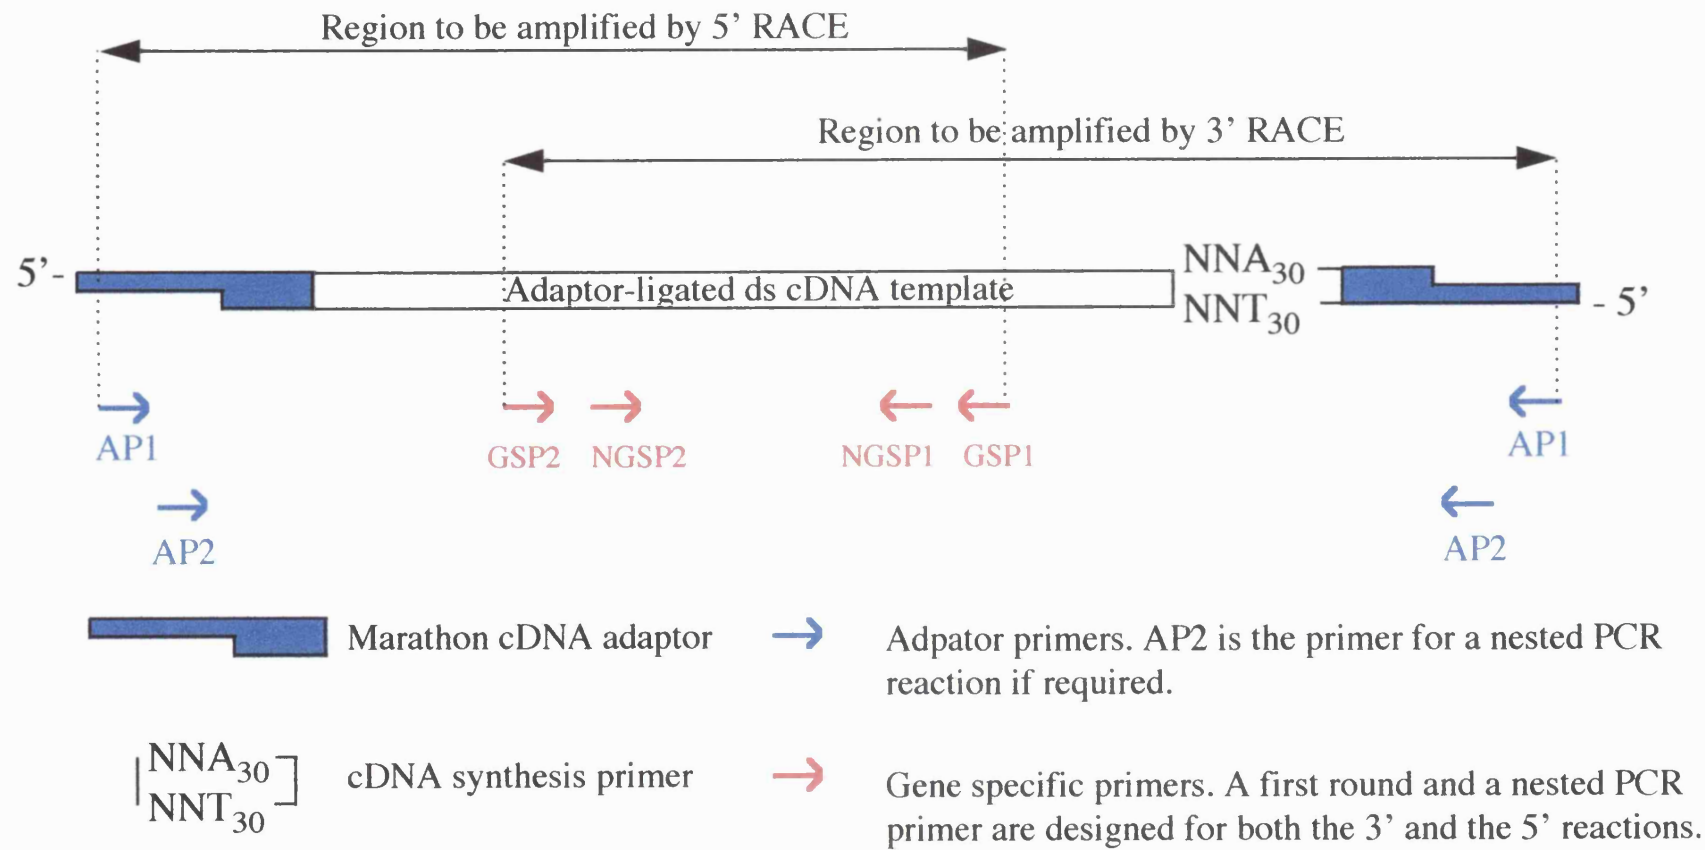 Region to be amplified by 5’ RACE
Region to be amplified by 3’ RACE
5’-
Adaptor-ligated ds cDNA template
NNA30
NNT30
- 5’
AP1
GSP2 NGSP2 NGSP1 GSP1
AP1
AP2
AP2
Marathon cDNA adaptor
Adpator primers. AP2 is the primer for a nested PCR
reaction if required.
NNA30
NNT30
cDNA synthesis primer
Gene specific primers. A first round and a nested PCR
primer are designed for both the 3’ and the 5’ reactions.